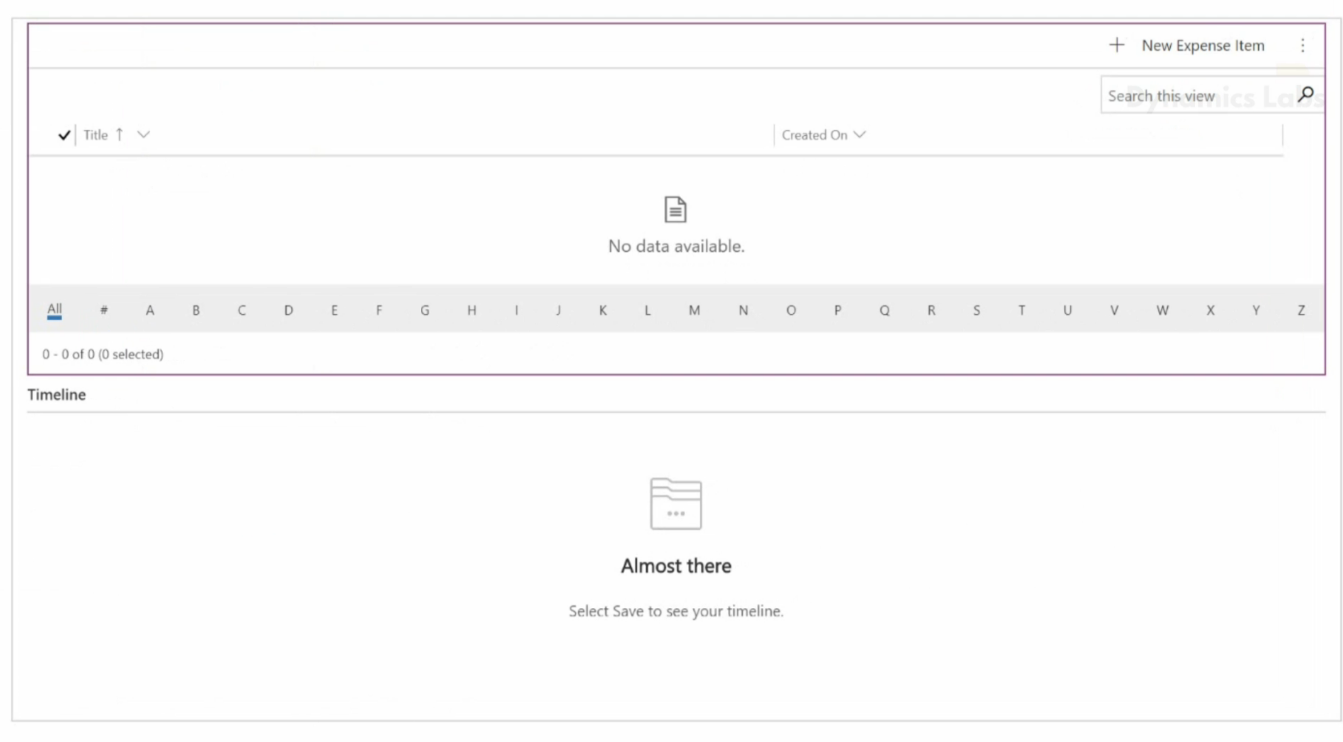 + New Expense Item
Search this view
Dynamics Labs
Title ↑
Created On
No data available.
All # A B C D E F G H I J K L M N O P Q R S T U V W X Y Z
0 - 0 of 0 (0 selected)
Timeline
Almost there
Select Save to see your timeline.